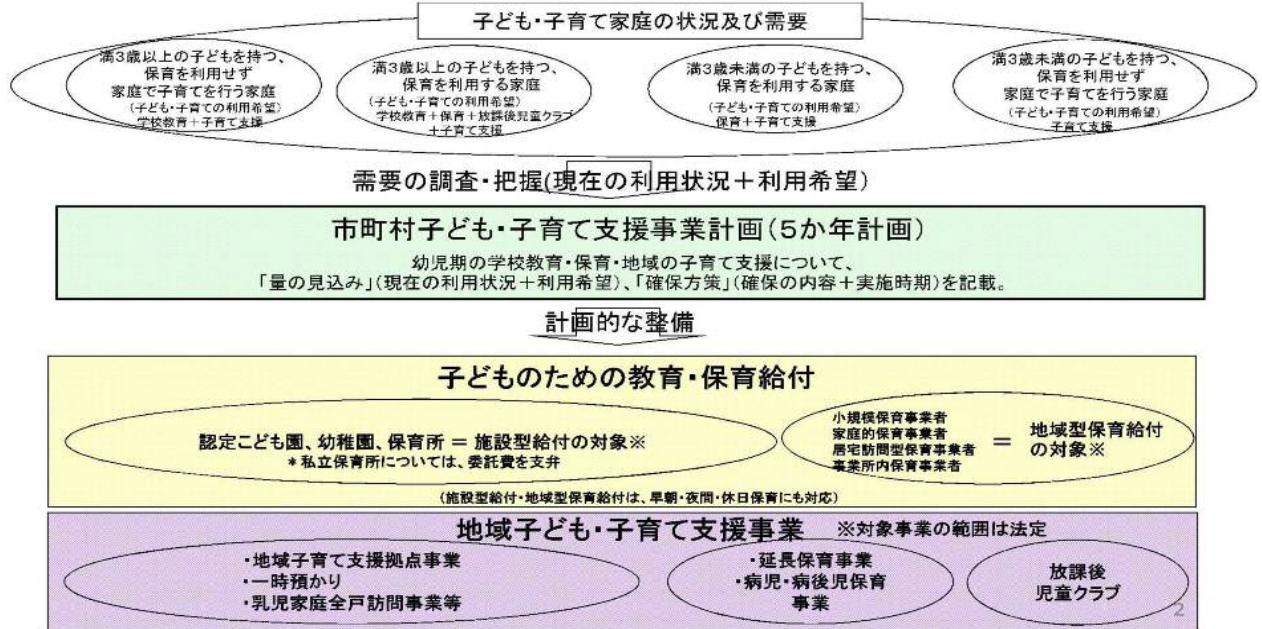 子ども・子育て家庭の状況及び需要
満3歳以上の子どもを持つ、
保育を利用せず
家庭で子育てを行う家庭
(子ども・子育ての利用希望)
学校教育+子育て支援
満3歳以上の子どもを持つ、
保育を利用する家庭
(子ども・子育ての利用希望)
学校教育+保育+放課後児童クラブ
+子育て支援
満3歳未満の子どもを持つ、
保育を利用する家庭
(子ども・子育ての利用希望)
保育+子育て支援
満3歳未満の子どもを持つ、
保育を利用せず
家庭で子育てを行う家庭
(子ども・子育ての利用希望)
子育て支援
需要の調査・把握(現在の利用状況+利用希望)
市町村子ども・子育て支援事業計画(5か年計画)
幼児期の学校教育・保育・地域の子育て支援について、
「量の見込み」(現在の利用状況+利用希望)、「確保方策」(確保の内容+実施時期)を記載。
計画的な整備
子どものための教育・保育給付
認定こども園、幼稚園、保育所 = 施設型給付の対象※
*私立保育所については、委託費を支弁
小規模保育事業者
家庭的保育事業者
居宅訪問型保育事業者
事業所内保育事業者
=
地域型保育給付
の対象※
(施設型給付・地域型保育給付は、早朝・夜間・休日保育にも対応)
地域子ども・子育て支援事業 ※対象事業の範囲は法定
・地域子育て支援拠点事業
・一時預かり
・乳児家庭全戸訪問事業等
・延長保育事業
・病児・病後児保育
事業
放課後
児童クラブ
2